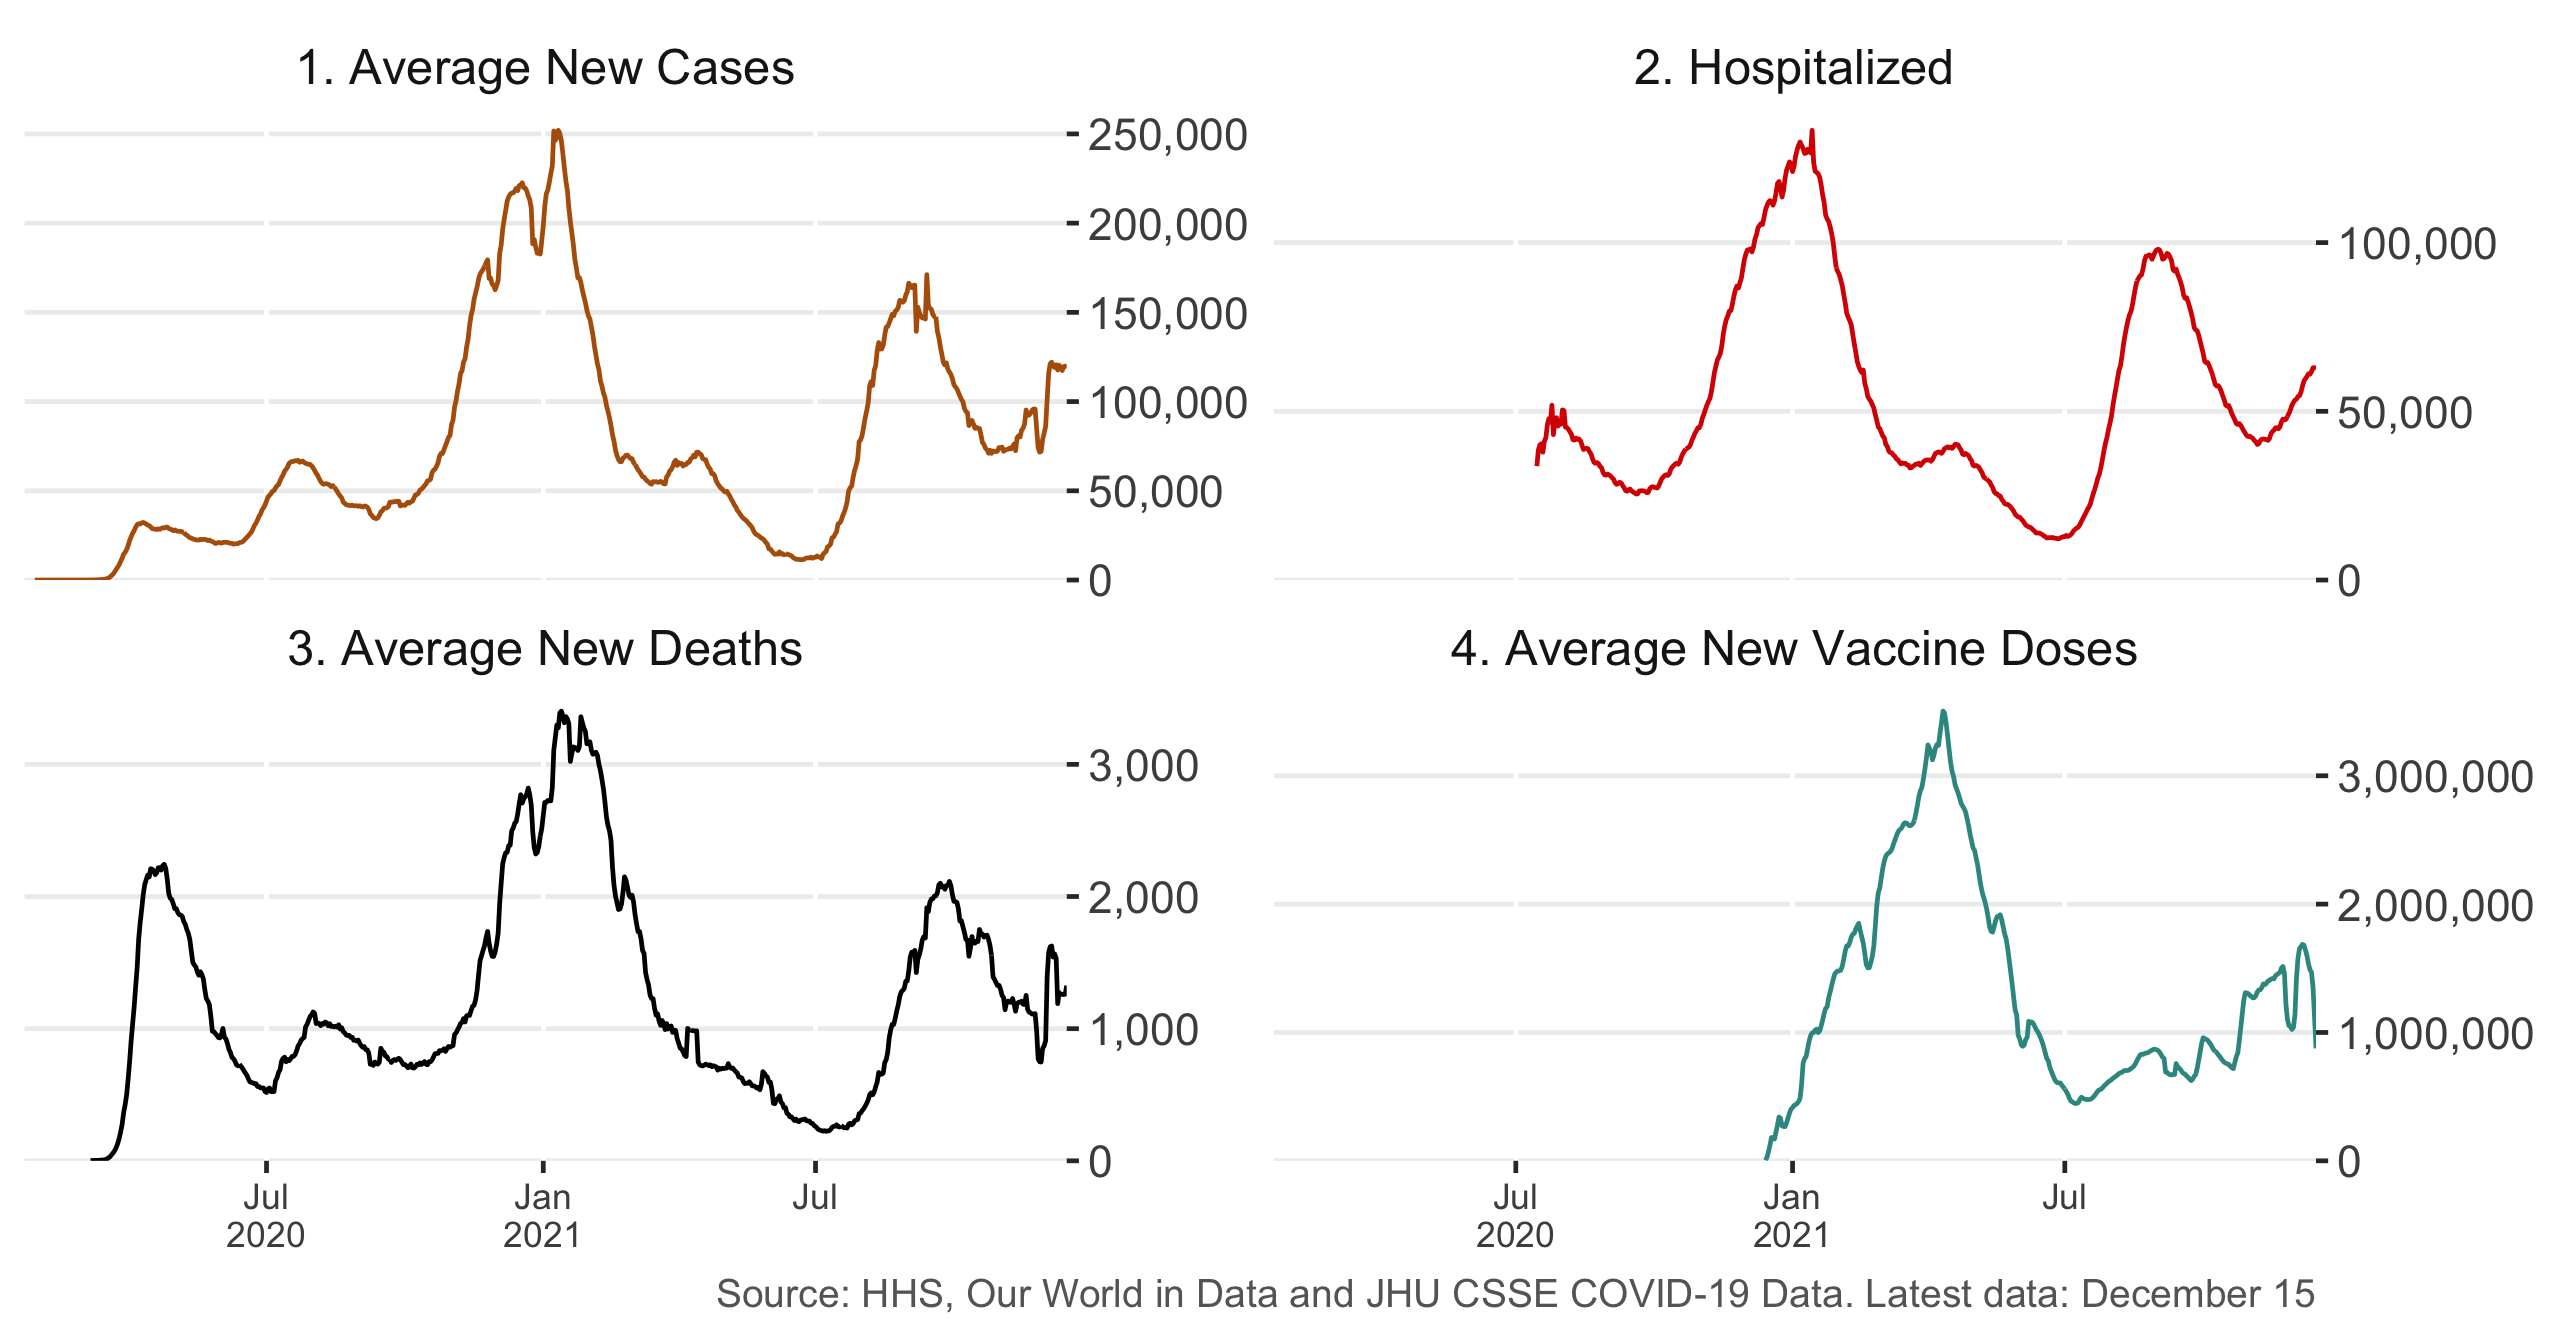 1. Average New Cases
250,000
200,000
150,000
100,000
50,000
0
2. Hospitalized
100,000
50,000
0
3. Average New Deaths
3,000
2,000
1,000
0
Jul
2020
Jan
2021
Jul
4. Average New Vaccine Doses
3,000,000
2,000,000
1,000,000
0
Jul
2020
Jan
2021
Jul
Source: HHS, Our World in Data and JHU CSSE COVID-19 Data. Latest data: December 15